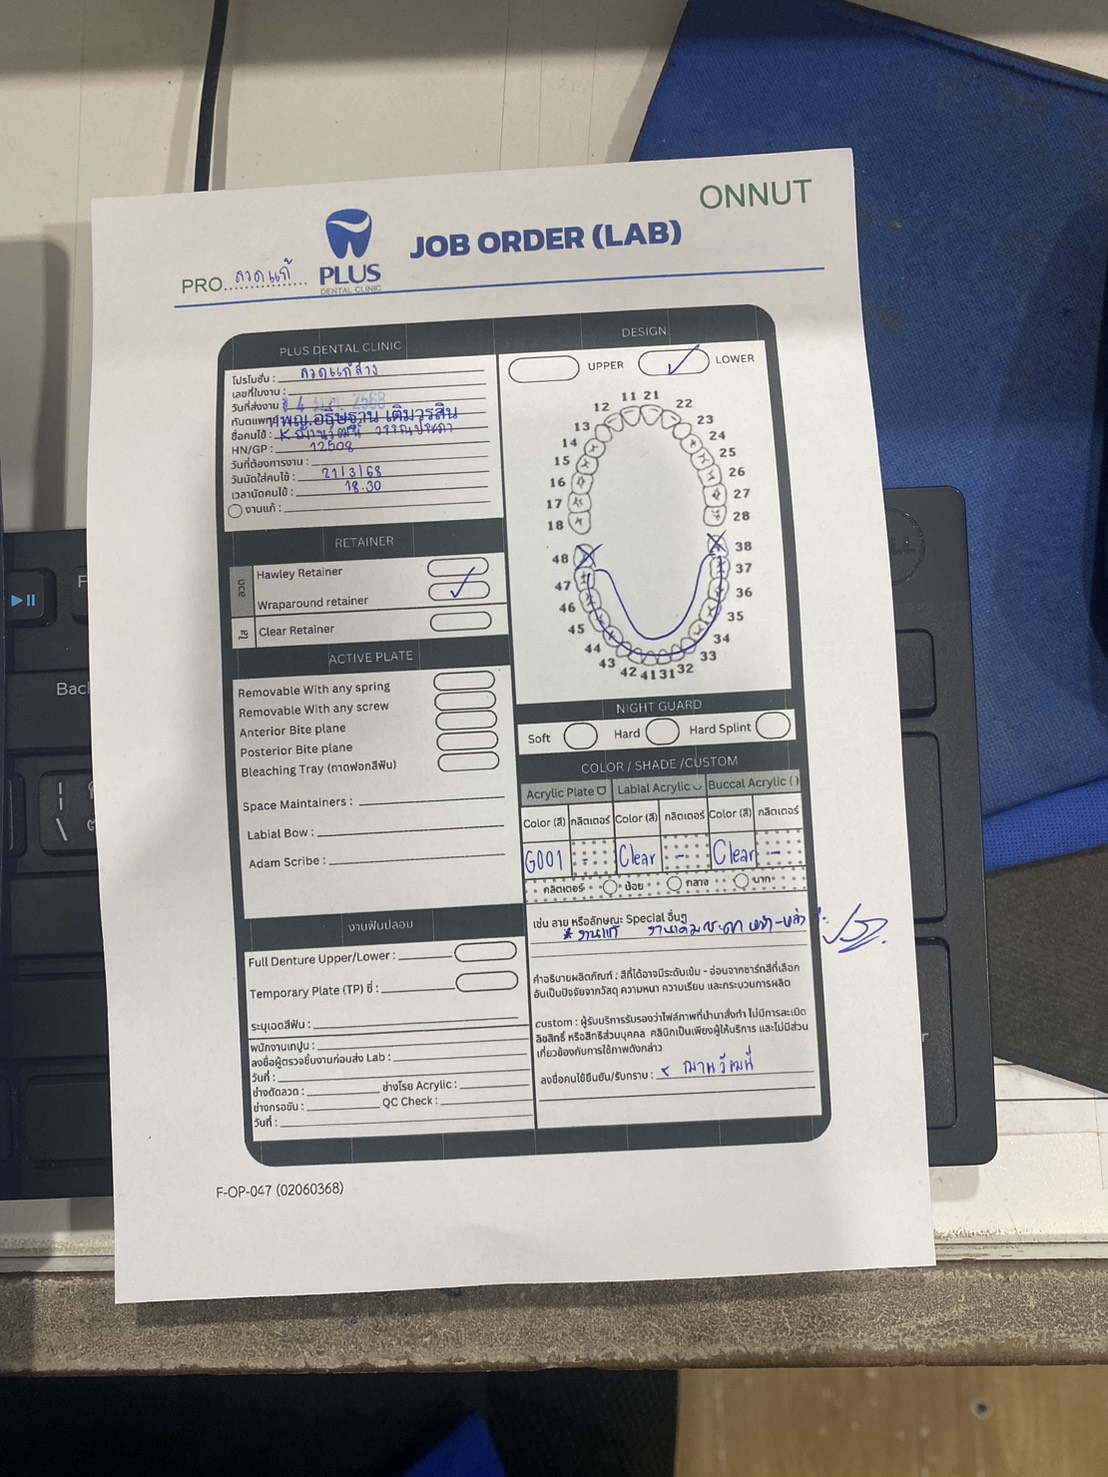 ONNUT
PLUS
DENTAL CLINIC
JOB ORDER (LAB)
PRO. ลวดแก้
PLUS DENTAL CLINIC
โปรโมชั่น : ลวดแก้ล่าง
เลขที่ใบงาน :
วันที่ส่งงาน : 2568
ทันตแพทย์ ทพญ.อธิษฐาน เติมวรสิน
ชื่อคนไข้ :
HN/GP : 12508
วันที่ต้องการงาน :
วันนัดใส่คนไข้ : 21/3/68
เวลานัดคนไข้ : 18.30
งานแก้ :
RETAINER
ลวด
Hawley Retainer
Wraparound retainer
ใส
Clear Retainer
ACTIVE PLATE
Removable With any spring
Removable With any screw
Anterior Bite plane
Posterior Bite plane
Bleaching Tray (ถาดฟอกสีฟัน)
Space Maintainers :
Labial Bow :
Adam Scribe :
งานฟันปลอม
Full Denture Upper/Lower :
Temporary Plate (TP) ซี่ :
ระบุเฉดสีฟัน :
พนักงานเทปูน :
ลงชื่อผู้ตรวจชิ้นงานก่อนส่ง Lab :
วันที่ :
ช่างดัดลวด : ช่างโรย Acrylic :
ช่างกรอขัน : QC Check :
วันที่ :
DESIGN
UPPER
LOWER
11 21
12 22
13 23
14 24
15 25
16 26
17 27
18 28
48 38
47 37
46 36
45 35
44 34
43 33
42 41 31 32
NIGHT GUARD
Soft Hard Hard Splint
COLOR / SHADE /CUSTOM
Acrylic Plate Labial Acrylic Buccal Acrylic ( )
Color (สี) กลิตเตอร์ Color (สี) กลิตเตอร์ Color (สี) กลิตเตอร์
G001 - Clear - Clear -
กลิตเตอร์ น้อย กลาง มาก
เช่น ลาย หรือลักษณะ Special อื่นๆ
* งานแก้
คำอธิบายผลิตภัณฑ์ : สีที่ได้อาจมีระดับเข้ม - อ่อนจากชาร์ทสีที่เลือก
อันเป็นปัจจัยจากวัสดุ ความหนา ความเรียบ และกระบวนการผลิต
custom : ผู้รับบริการรับรองว่าไฟล์ภาพที่นำมาสั่งทำ ไม่มีการละเมิด
ลิขสิทธิ์ หรือสิทธิส่วนบุคคล คลินิกเป็นเพียงผู้ให้บริการ และไม่มีส่วน
เกี่ยวข้องกับการใช้ภาพดังกล่าว
ลงชื่อคนไข้ยืนยัน/รับทราบ :
F-OP-047 (02060368)